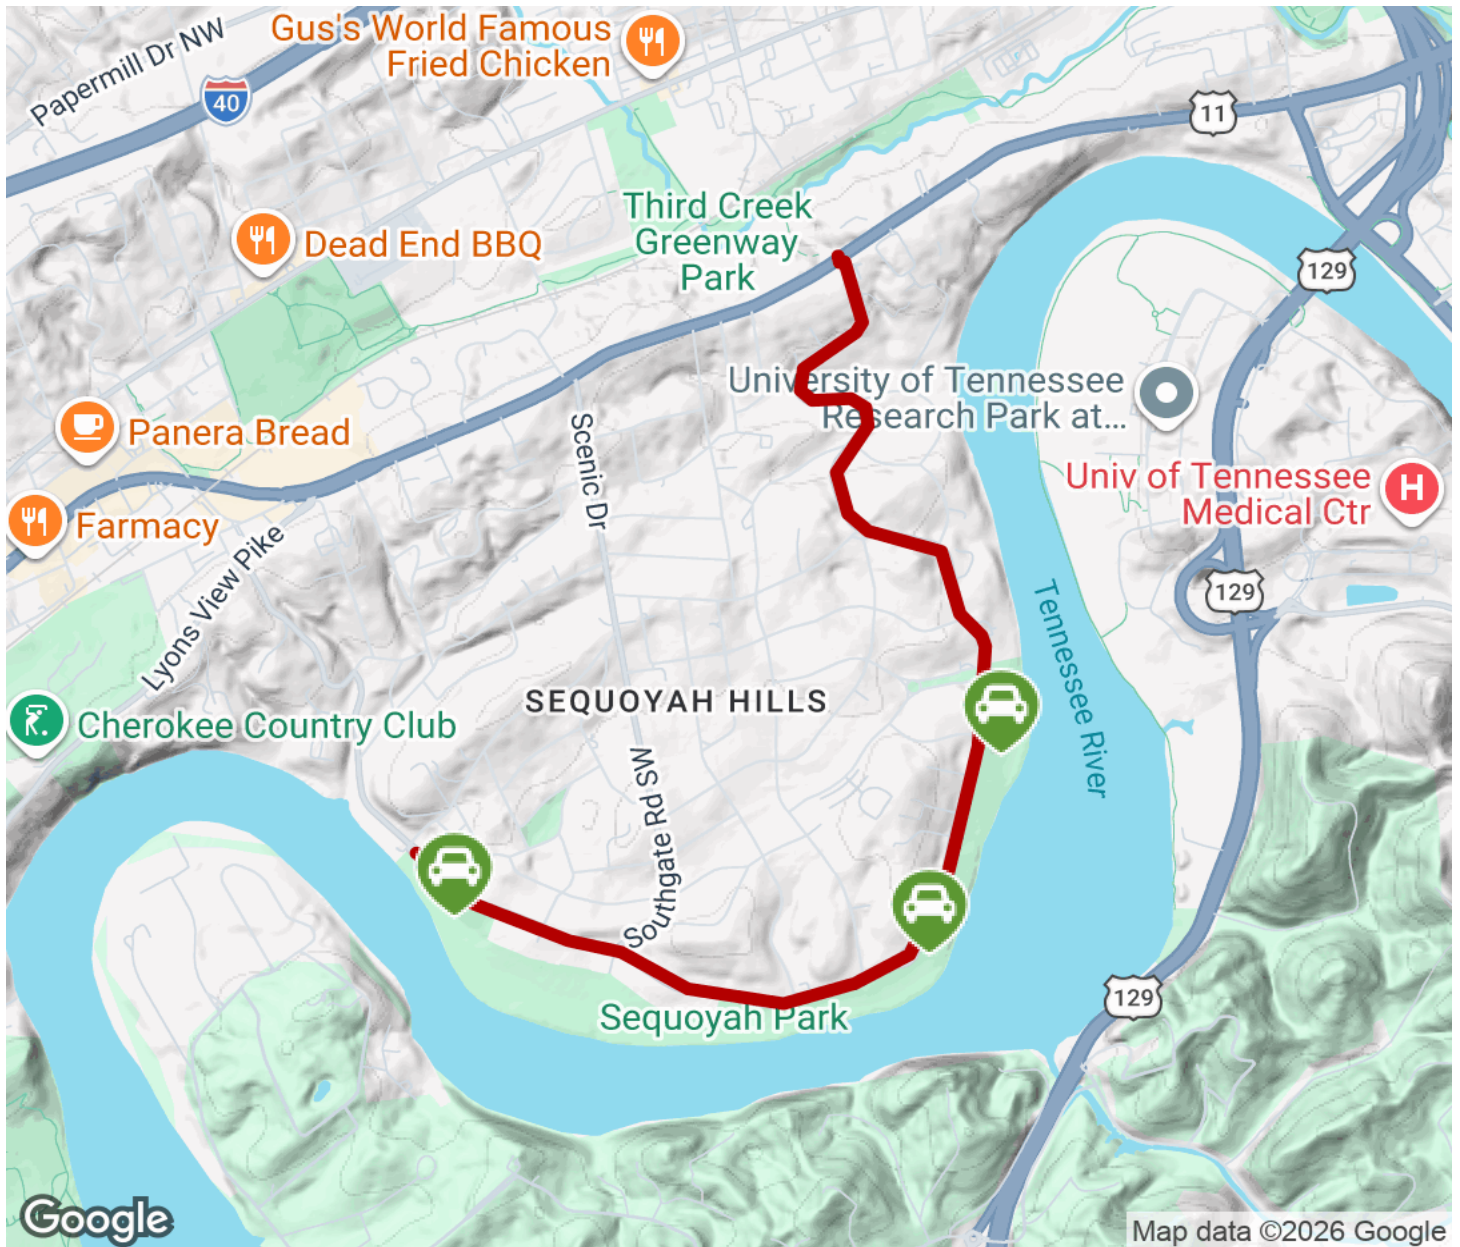 Gus's World Famous
Fried Chicken
Papermill Dr NW
40
11
Third Creek
Greenway
Park
Dead End BBQ
129
University of Tennessee
Research Park at...
Panera Bread
Scenic Dr
Univ of Tennessee
Medical Ctr
H
Farmacy
Lyons View Pike
129
Tennessee River
SEQUOYAH HILLS
Cherokee Country Club
Southgate Rd SW
129
Sequoyah Park
Google
Map data ©2026 Google